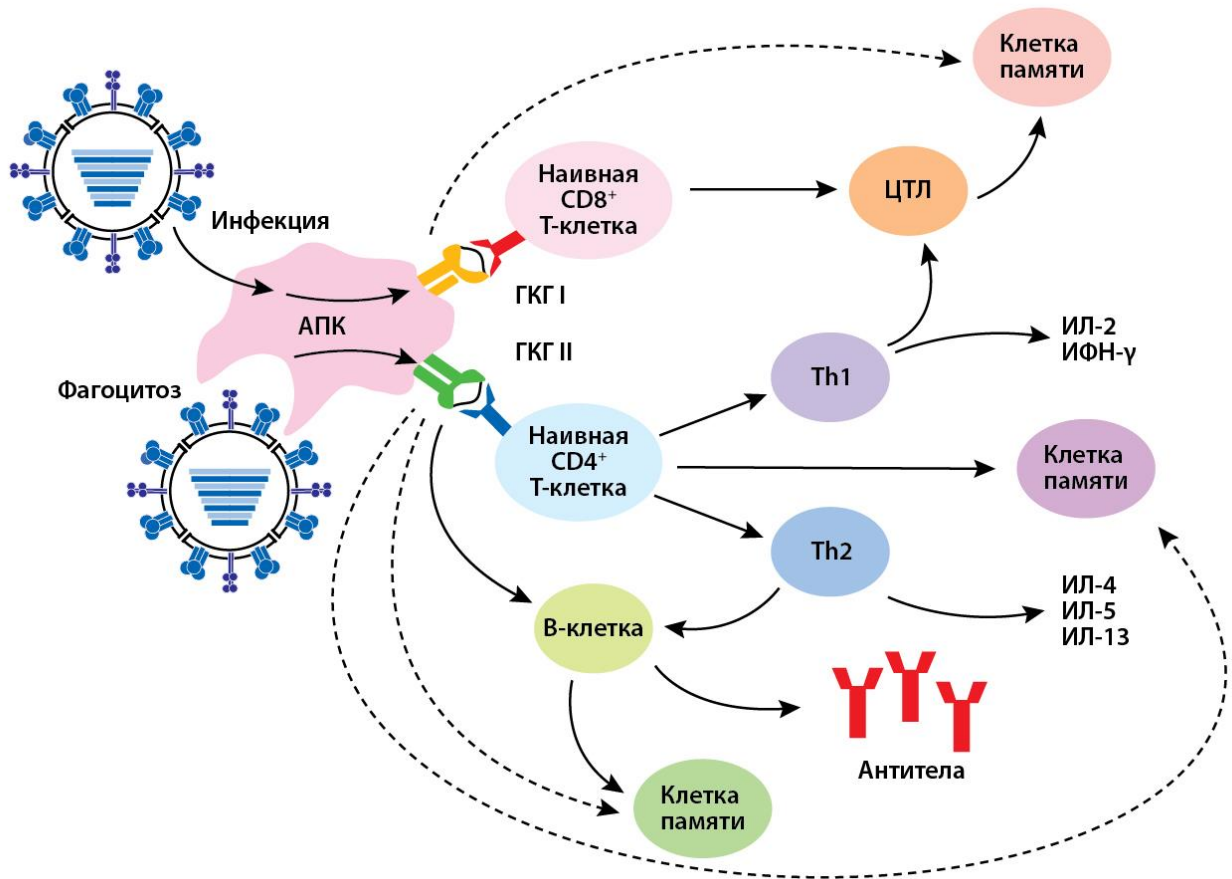 Клетка
памяти
Наивная
CD8⁺
Т-клетка
ЦТЛ
Инфекция
ГКГ I
АПК
ГКГ II
ИЛ-2
ИФН-γ
Th1
Фагоцитоз
Наивная
CD4⁺
Т-клетка
Клетка
памяти
Th2
ИЛ-4
ИЛ-5
ИЛ-13
В-клетка
Антитела
Клетка
памяти